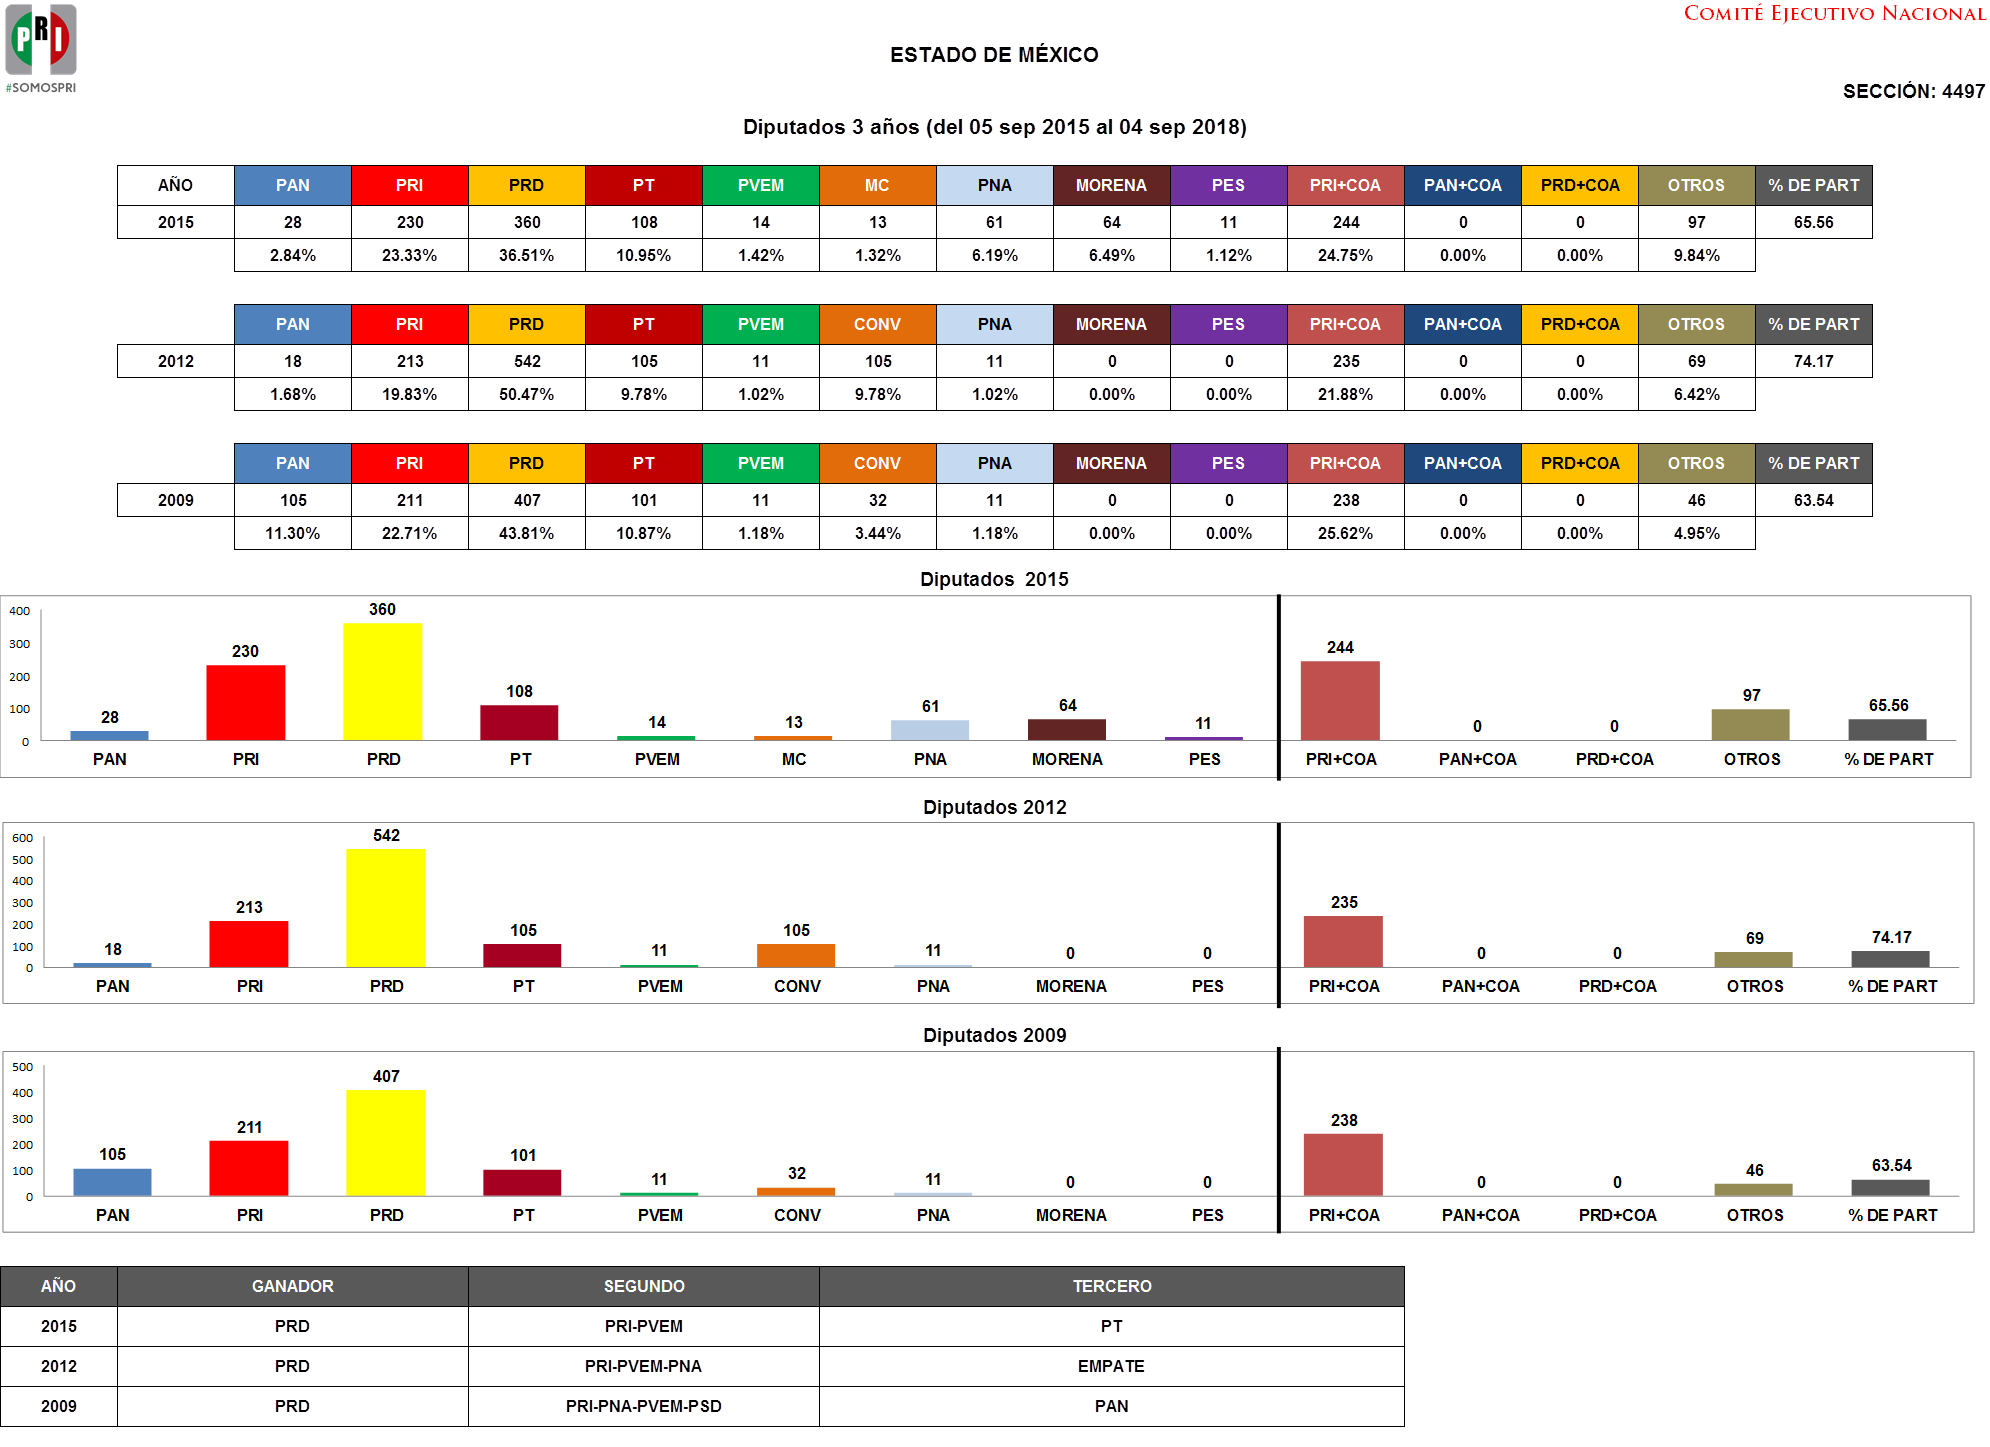 PRI
#SOMOSPRI
COMITÉ EJECUTIVO NACIONAL
ESTADO DE MÉXICO
SECCIÓN: 4497
Diputados 3 años (del 05 sep 2015 al 04 sep 2018)
AÑO PAN PRI PRD PT PVEM MC PNA MORENA PES PRI+COA PAN+COA PRD+COA OTROS % DE PART
2015 28 230 360 108 14 13 61 64 11 244 0 0 97 65.56
2.84% 23.33% 36.51% 10.95% 1.42% 1.32% 6.19% 6.49% 1.12% 24.75% 0.00% 0.00% 9.84%
PAN PRI PRD PT PVEM CONV PNA MORENA PES PRI+COA PAN+COA PRD+COA OTROS % DE PART
2012 18 213 542 105 11 105 11 0 0 235 0 0 69 74.17
1.68% 19.83% 50.47% 9.78% 1.02% 9.78% 1.02% 0.00% 0.00% 21.88% 0.00% 0.00% 6.42%
PAN PRI PRD PT PVEM CONV PNA MORENA PES PRI+COA PAN+COA PRD+COA OTROS % DE PART
2009 105 211 407 101 11 32 11 0 0 238 0 0 46 63.54
11.30% 22.71% 43.81% 10.87% 1.18% 3.44% 1.18% 0.00% 0.00% 25.62% 0.00% 0.00% 4.95%
Diputados 2015
400
300
200
100
0
28 230 360 108 14 13 61 64 11 244 0 0 97 65.56
PAN PRI PRD PT PVEM MC PNA MORENA PES PRI+COA PAN+COA PRD+COA OTROS % DE PART
Diputados 2012
600
500
400
300
200
100
0
18 213 542 105 11 105 11 0 0 235 0 0 69 74.17
PAN PRI PRD PT PVEM CONV PNA MORENA PES PRI+COA PAN+COA PRD+COA OTROS % DE PART
Diputados 2009
500
400
300
200
100
0
105 211 407 101 11 32 11 0 0 238 0 0 46 63.54
PAN PRI PRD PT PVEM CONV PNA MORENA PES PRI+COA PAN+COA PRD+COA OTROS % DE PART
AÑO GANADOR SEGUNDO TERCERO
2015 PRD PRI-PVEM PT
2012 PRD PRI-PVEM-PNA EMPATE
2009 PRD PRI-PNA-PVEM-PSD PAN